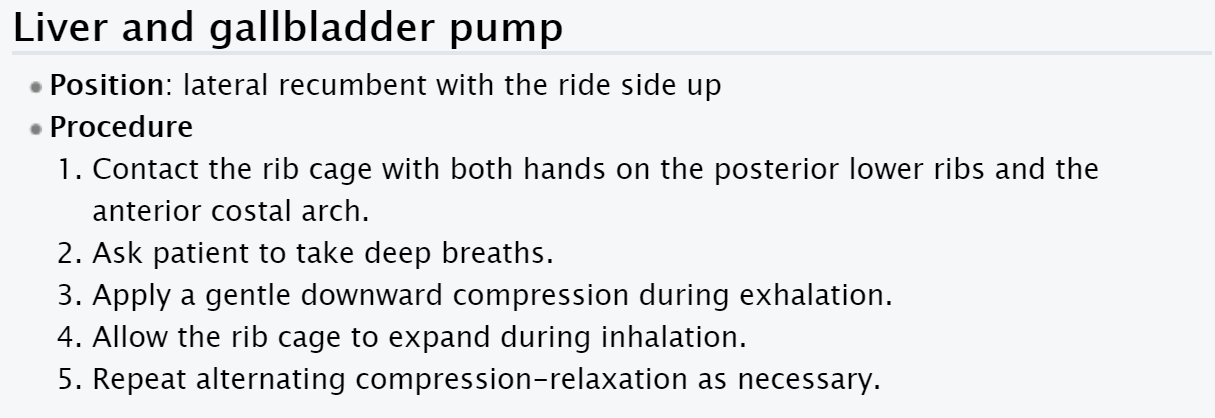 Liver and gallbladder pump
Position: lateral recumbent with the ride side up
Procedure
1. Contact the rib cage with both hands on the posterior lower ribs and the
anterior costal arch.
2. Ask patient to take deep breaths.
3. Apply a gentle downward compression during exhalation.
4. Allow the rib cage to expand during inhalation.
5. Repeat alternating compression–relaxation as necessary.